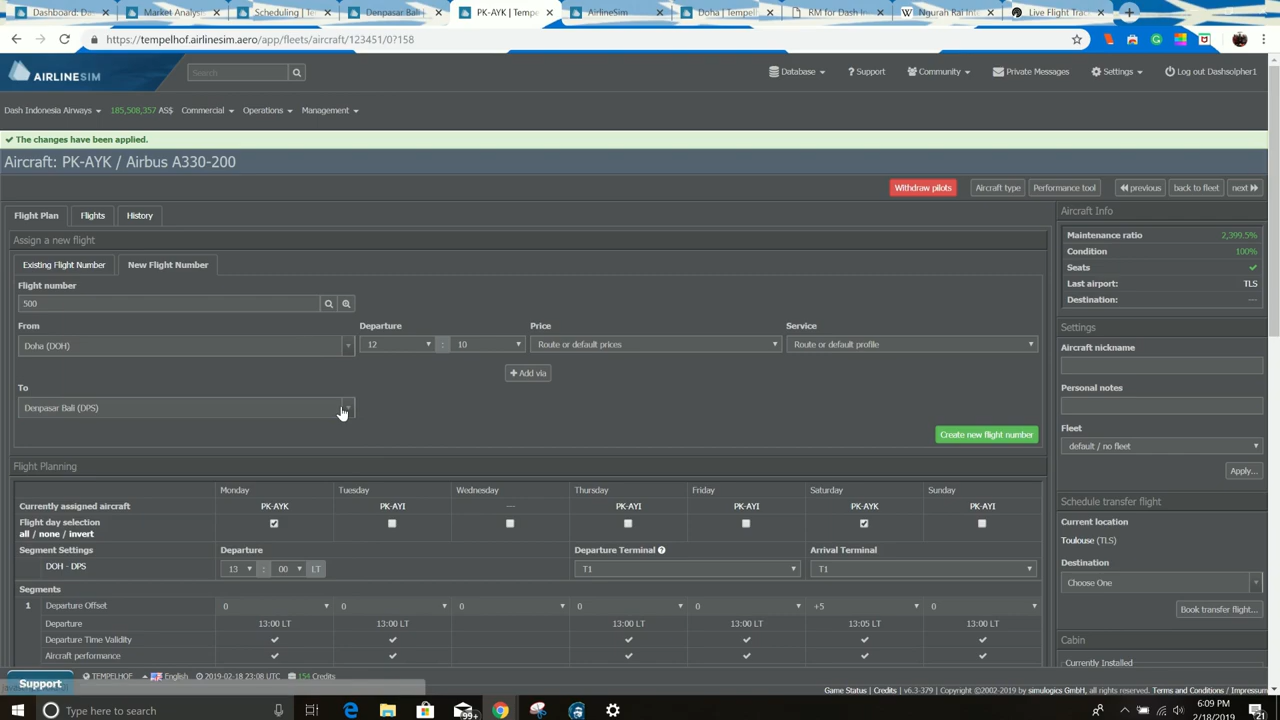 Dashboard: D
Market Analys
Scheduling | Te
Denpasar Bali |
PK-AYK | Tempe
AirlineSim
Doha | Tempell
RM for Dash In
Ngurah Rai Inte
Live Flight Trac
https://tempelhof.airlinesim.aero/app/fleets/aircraft/123451/0?158
AIRLINESIM
Search
Database
Support
Community
Private Messages
Settings
Log out Dashsolpher1
Dash Indonesia Airways
185,508,357 AS$
Commercial
Operations
Management
The changes have been applied.
Aircraft: PK-AYK / Airbus A330-200
Withdraw pilots
Aircraft type
Performance tool
previous
back to fleet
next
Flight Plan
Flights
History
Assign a new flight
Existing Flight Number
New Flight Number
Flight number
500
From
Departure
Price
Service
Doha (DOH)
12 : 10
Route or default prices
Route or default profile
+ Add via
To
Denpasar Bali (DPS)
Create new flight number
Flight Planning
Monday Tuesday Wednesday Thursday Friday Saturday Sunday
Currently assigned aircraft PK-AYK PK-AYI --- PK-AYI PK-AYI PK-AYK PK-AYI
Flight day selection
all / none / invert
Segment Settings Departure Departure Terminal Arrival Terminal
DOH - DPS 13 : 00 LT T1 T1
Segments
1 Departure Offset 0 0 0 0 0 +5 0
Departure 13:00 LT 13:00 LT 13:00 LT 13:00 LT 13:05 LT 13:00 LT
Departure Time Validity
Aircraft performance
Aircraft Info
Maintenance ratio 2,399.5%
Condition 100%
Seats
Last airport: TLS
Destination: ---
Settings
Aircraft nickname
Personal notes
Fleet
default / no fleet
Apply...
Schedule transfer flight
Current location
Toulouse (TLS)
Destination
Choose One
Book transfer flight...
Cabin
Currently Installed
Support
TEMPELHOF
English
2019-02-18 23:08 UTC
154 Credits
Game Status | Credits | v6.3-379 | Copyright ©2002-2019 by simulogics GmbH, all rights reserved. Terms and Conditions / Impressum
Type here to search
99+
6:09 PM
2/18/2019
21